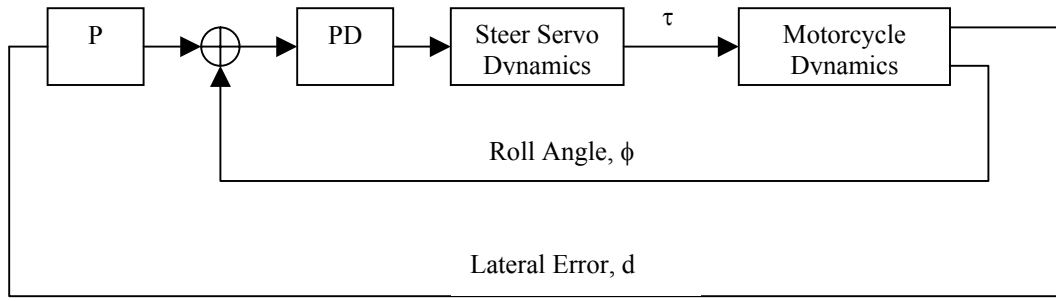 P
PD
Steer Servo
Dynamics
τ
Motorcycle
Dynamics
Roll Angle, ϕ
Lateral Error, d